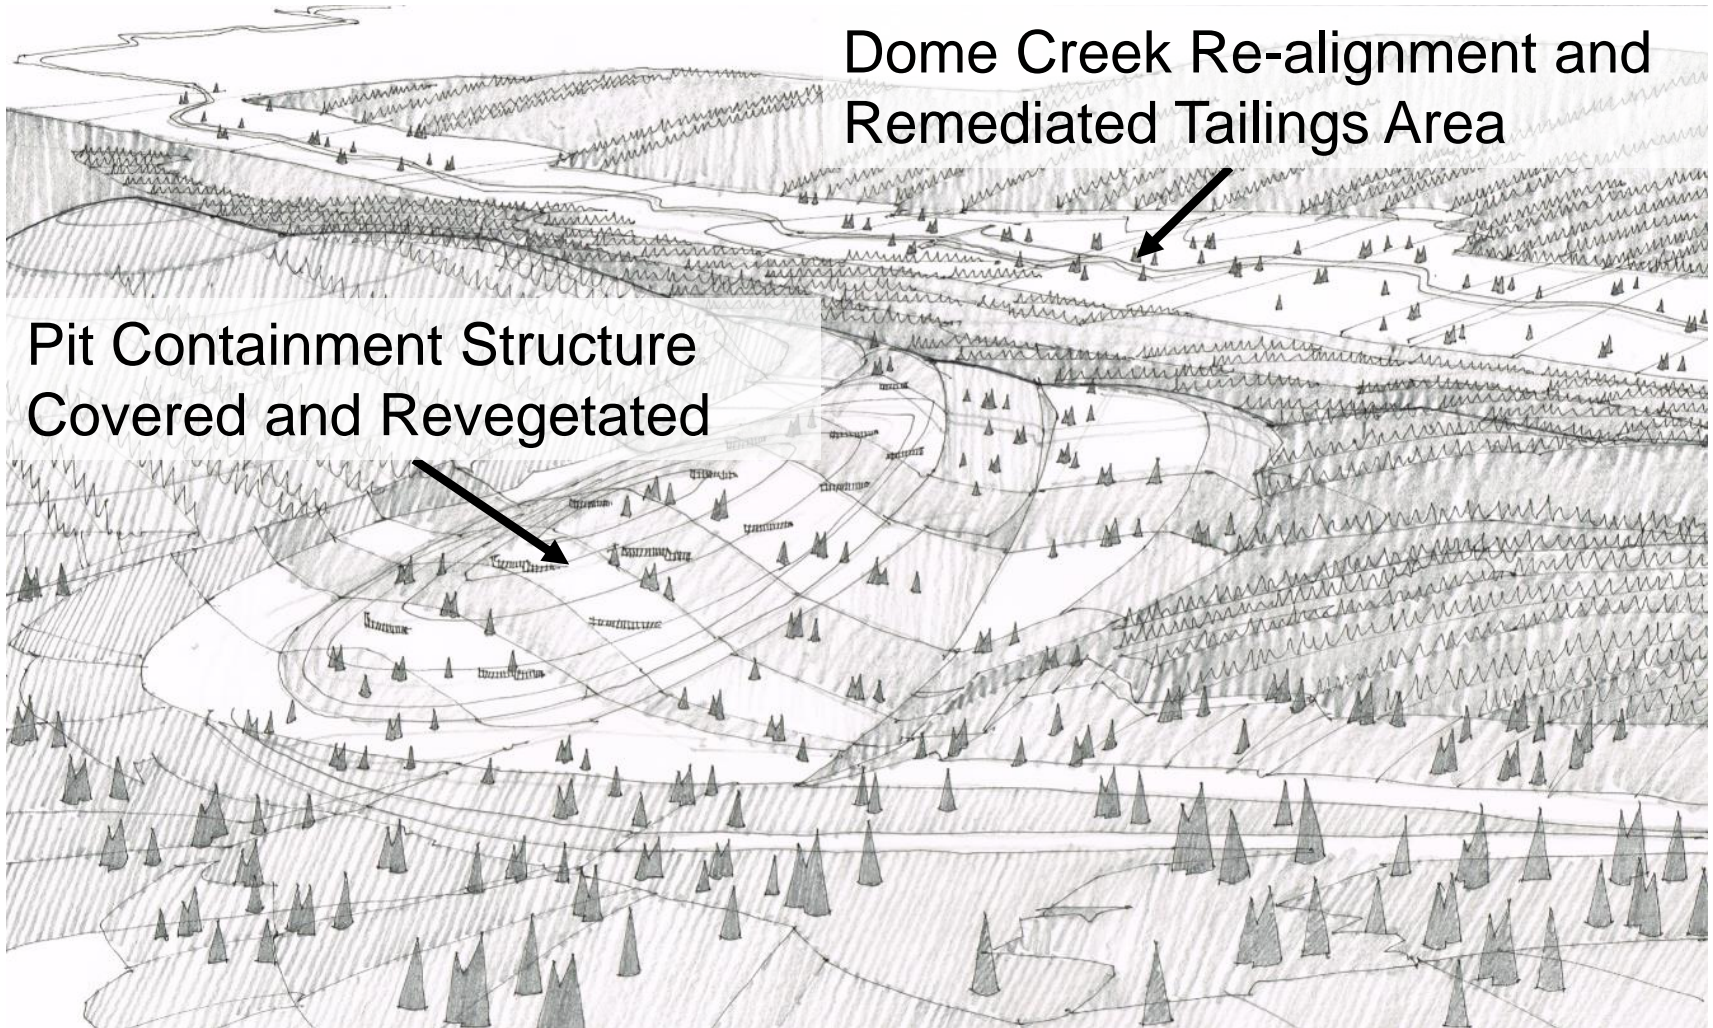 Dome Creek Re-alignment and
Remediated Tailings Area
Pit Containment Structure
Covered and Revegetated